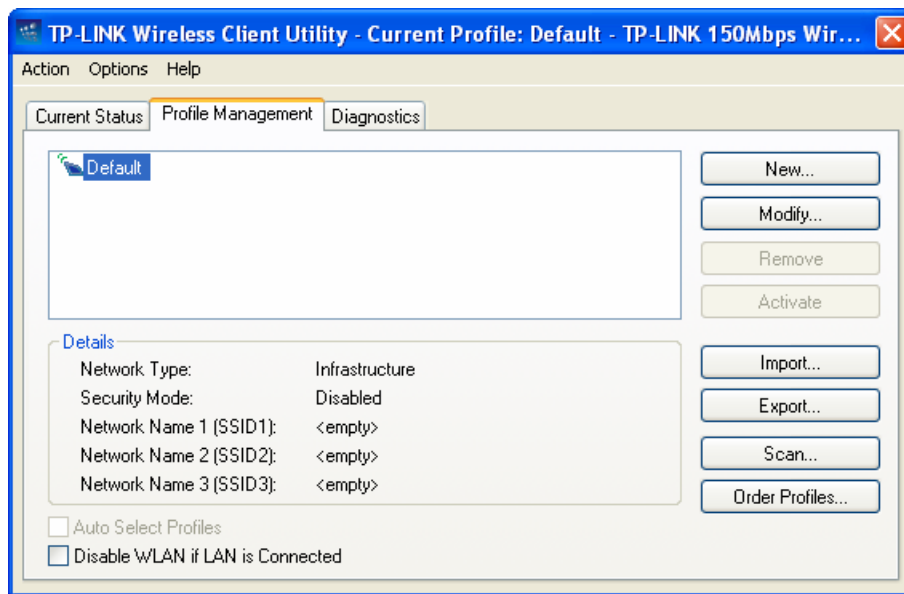 TP-LINK Wireless Client Utility - Current Profile: Default - TP-LINK 150Mbps Wir...
Action Options Help
Current Status Profile Management Diagnostics
Default
New...
Modify...
Remove
Activate
Details
Network Type: Infrastructure
Security Mode: Disabled
Network Name 1 (SSID1): <empty>
Network Name 2 (SSID2): <empty>
Network Name 3 (SSID3): <empty>
Import...
Export...
Scan...
Order Profiles...
Auto Select Profiles
Disable WLAN if LAN is Connected